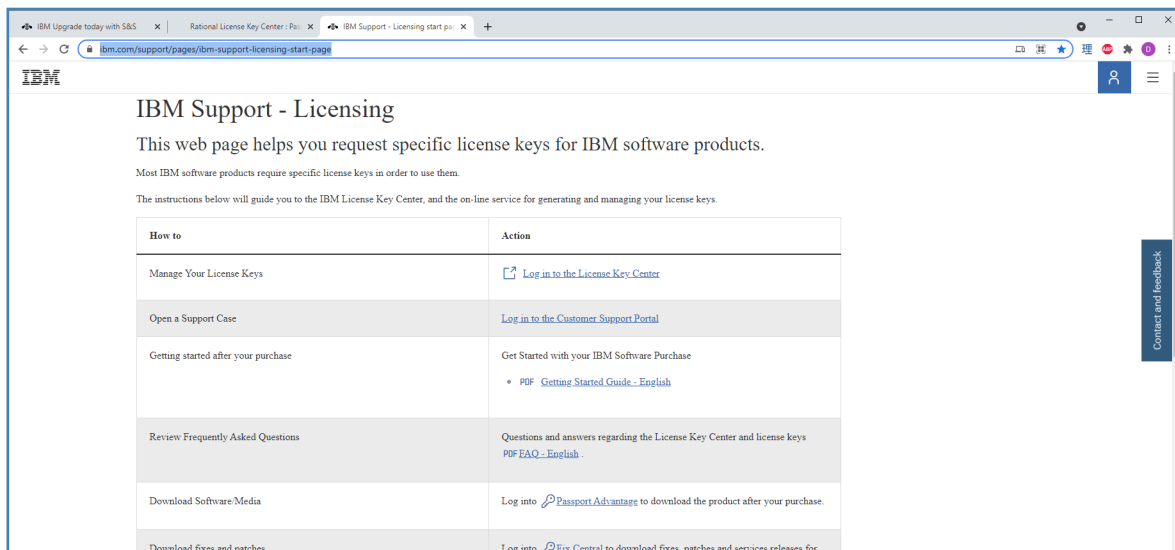 IBM Upgrade today with S&S
Rational License Key Center : Pas
IBM Support - Licensing start pa
ibm.com/support/pages/ibm-support-licensing-start-page
理
ABP
D
IBM
IBM Support - Licensing
This web page helps you request specific license keys for IBM software products.
Most IBM software products require specific license keys in order to use them.
The instructions below will guide you to the IBM License Key Center, and the on-line service for generating and managing your license keys.
How to
Action
Manage Your License Keys
Log in to the License Key Center
Open a Support Case
Log in to the Customer Support Portal
Getting started after your purchase
Get Started with your IBM Software Purchase
PDF Getting Started Guide - English
Review Frequently Asked Questions
Questions and answers regarding the License Key Center and license keys
PDF FAQ - English .
Download Software/Media
Log into Passport Advantage to download the product after your purchase.
Download fixes and patches
Log into Fix Central to download fixes, patches and services releases for
Contact and feedback